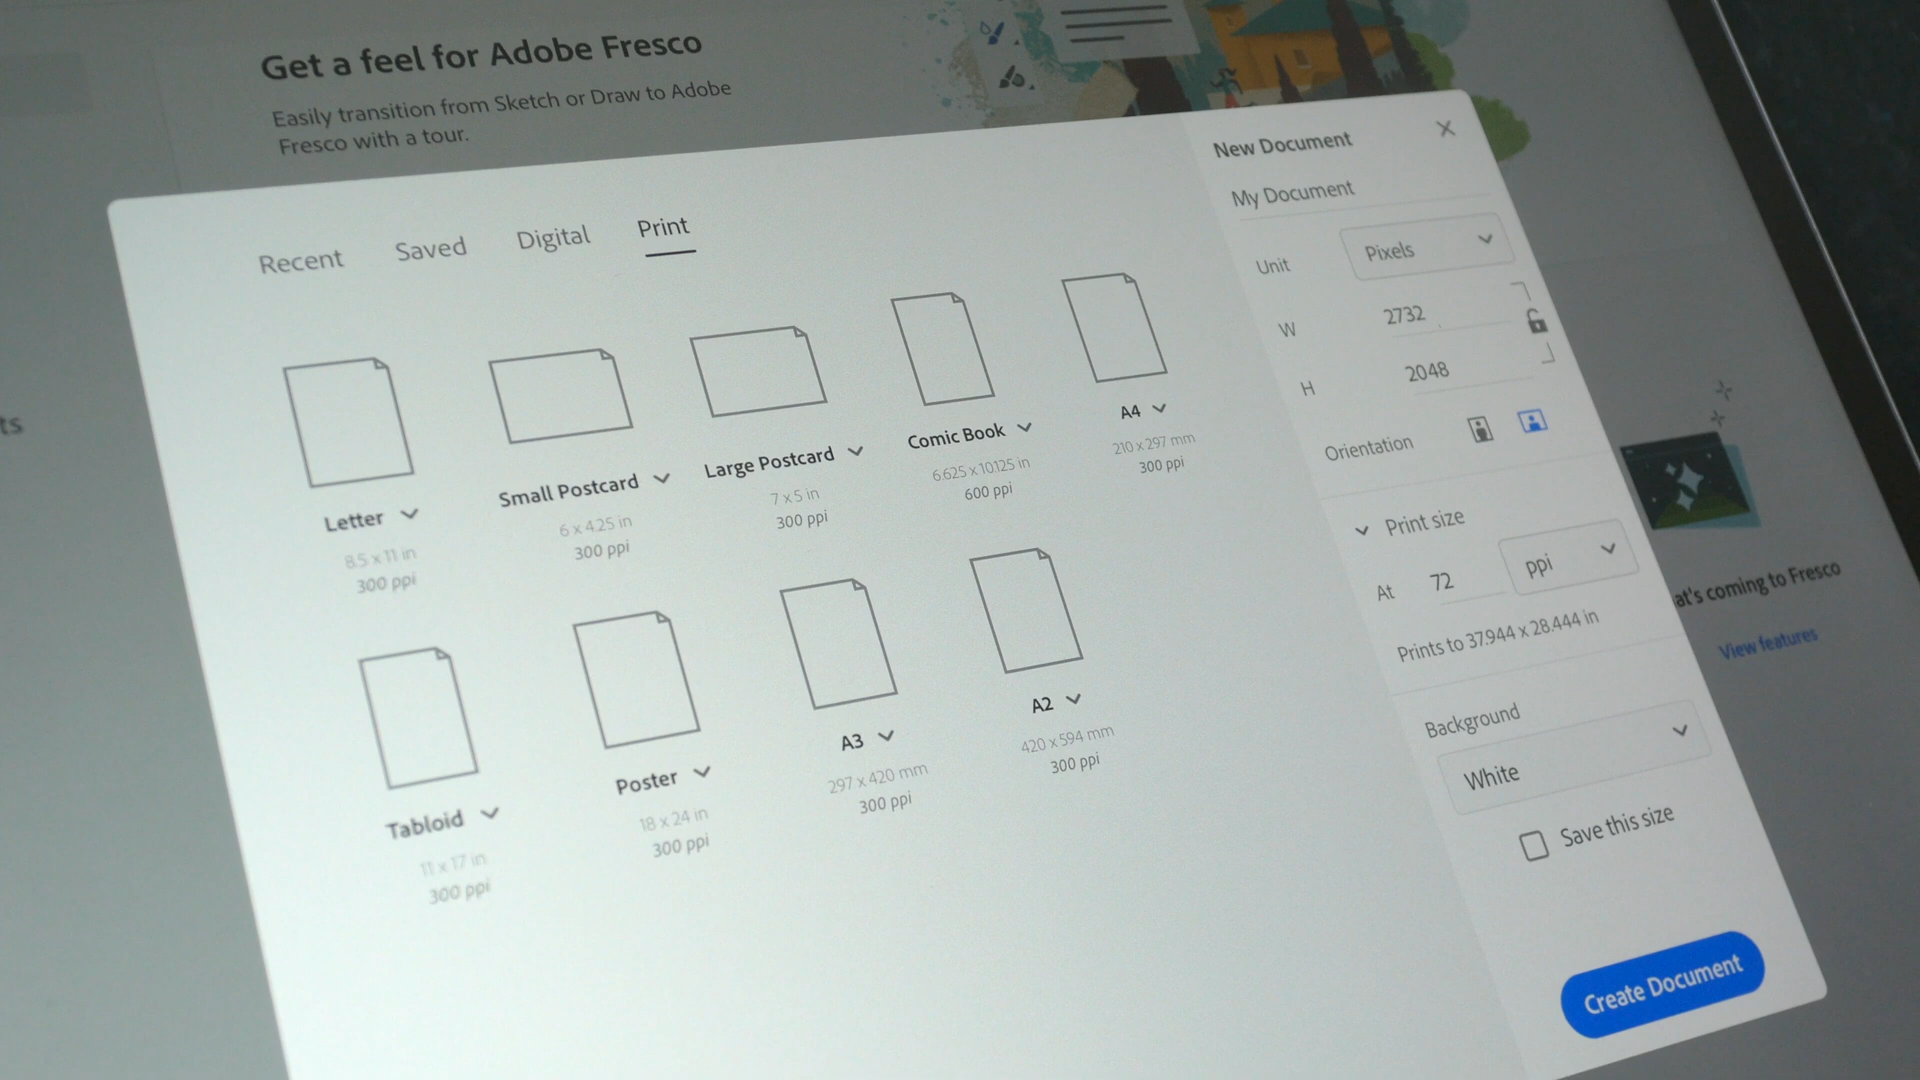 Get a feel for Adobe Fresco
Easily transition from Sketch or Draw to Adobe
Fresco with a tour.
ts
Recent Saved Digital Print
Letter
8.5 x 11 in
300 ppi
Small Postcard
6 x 4.25 in
300 ppi
Large Postcard
7 x 5 in
300 ppi
Comic Book
6.625 x 10.125 in
600 ppi
A4
210 x 297 mm
300 ppi
Tabloid
11 x 17 in
300 ppi
Poster
18 x 24 in
300 ppi
A3
297 x 420 mm
300 ppi
A2
420 x 594 mm
300 ppi
New Document
My Document
Unit Pixels
W 2732
H 2048
Orientation
Print size
At 72 ppi
Prints to 37.944 x 28.444 in
Background
White
Save this size
Create Document
at's coming to Fresco
View features